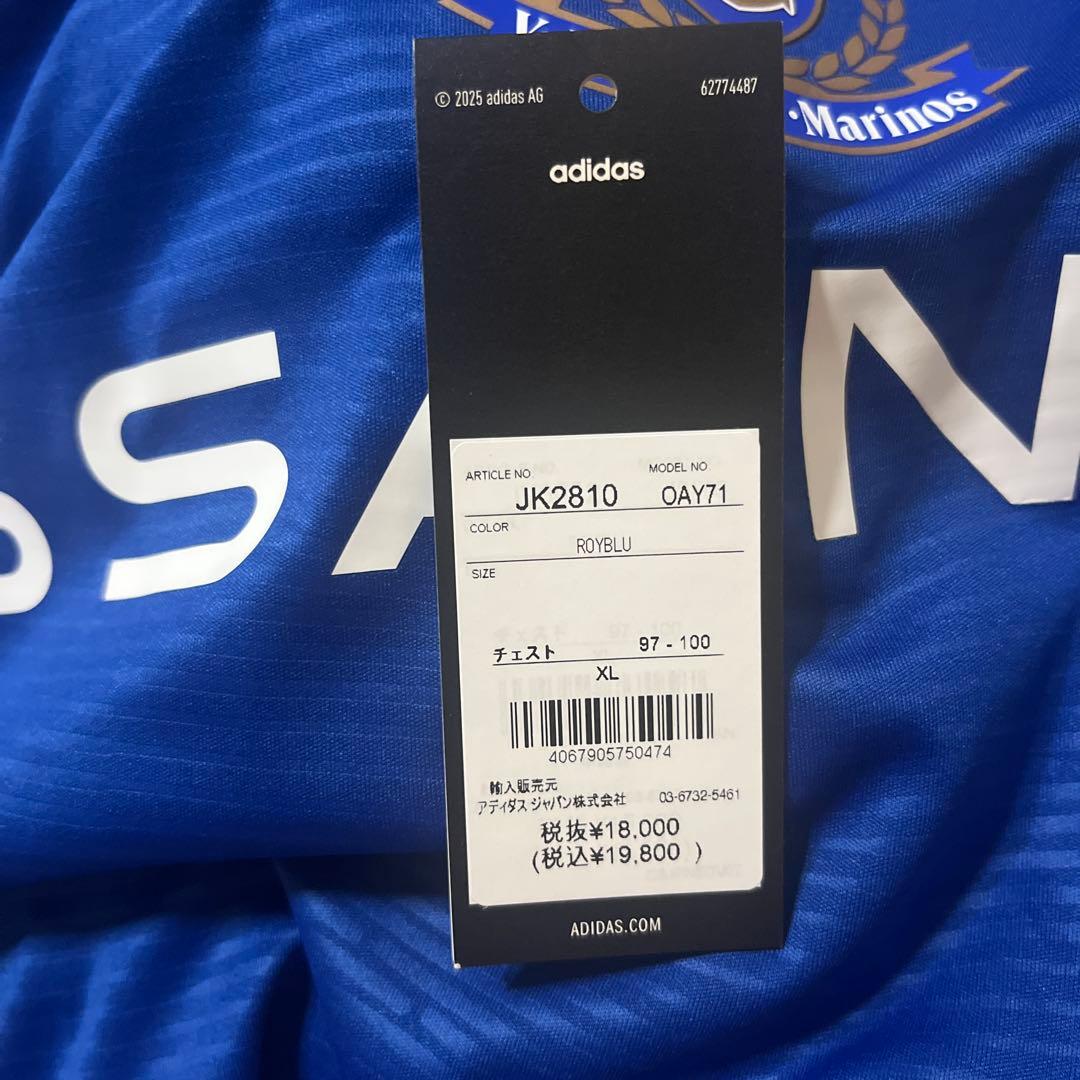 ·Marinos
SAN
© 2025 adidas AG
62774487
adidas
ARTICLE NO.
MODEL NO.
JK2810
OAY71
COLOR
ROYBLU
SIZE
チェスト 97 - 100
XL
4067905750474
輸入販売元
アディダス ジャパン株式会社 03-6732-5461
税抜¥18,000
(税込¥19,800 )
ADIDAS.COM